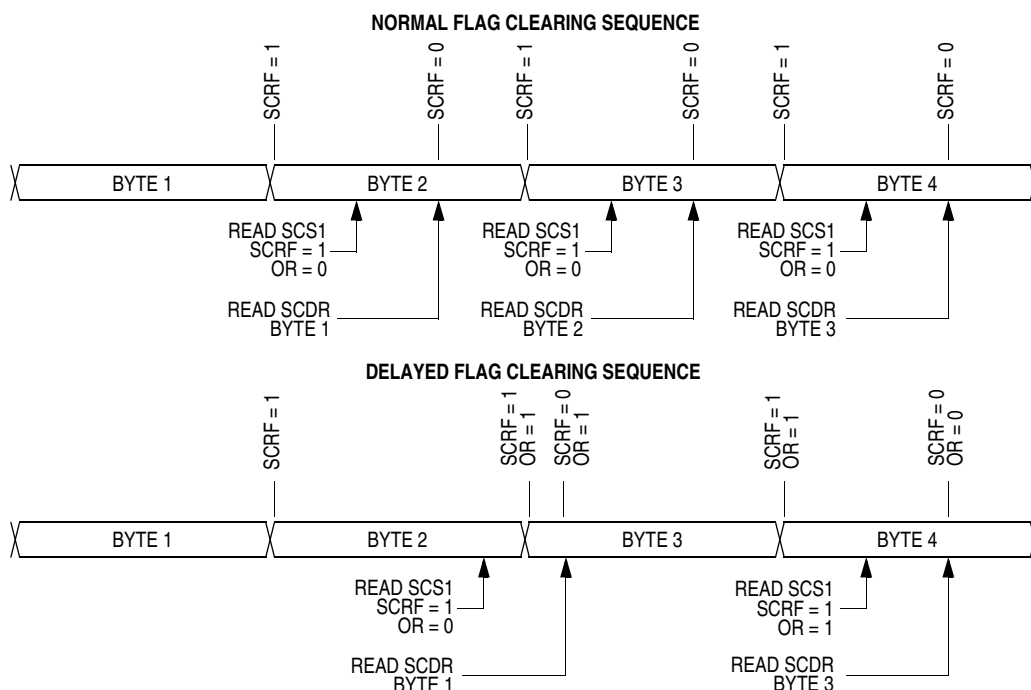 NORMAL FLAG CLEARING SEQUENCE
SCRF = 1
SCRF = 0
SCRF = 1
SCRF = 0
SCRF = 1
SCRF = 0
BYTE 1
BYTE 2
BYTE 3
BYTE 4
READ SCS1
SCRF = 1
OR = 0
READ SCS1
SCRF = 1
OR = 0
READ SCS1
SCRF = 1
OR = 0
READ SCDR
BYTE 1
READ SCDR
BYTE 2
READ SCDR
BYTE 3
DELAYED FLAG CLEARING SEQUENCE
SCRF = 1
SCRF = 1
OR = 1
SCRF = 0
OR = 1
SCRF = 1
OR = 1
SCRF = 0
OR = 0
BYTE 1
BYTE 2
BYTE 3
BYTE 4
READ SCS1
SCRF = 1
OR = 0
READ SCS1
SCRF = 1
OR = 1
READ SCDR
BYTE 1
READ SCDR
BYTE 3